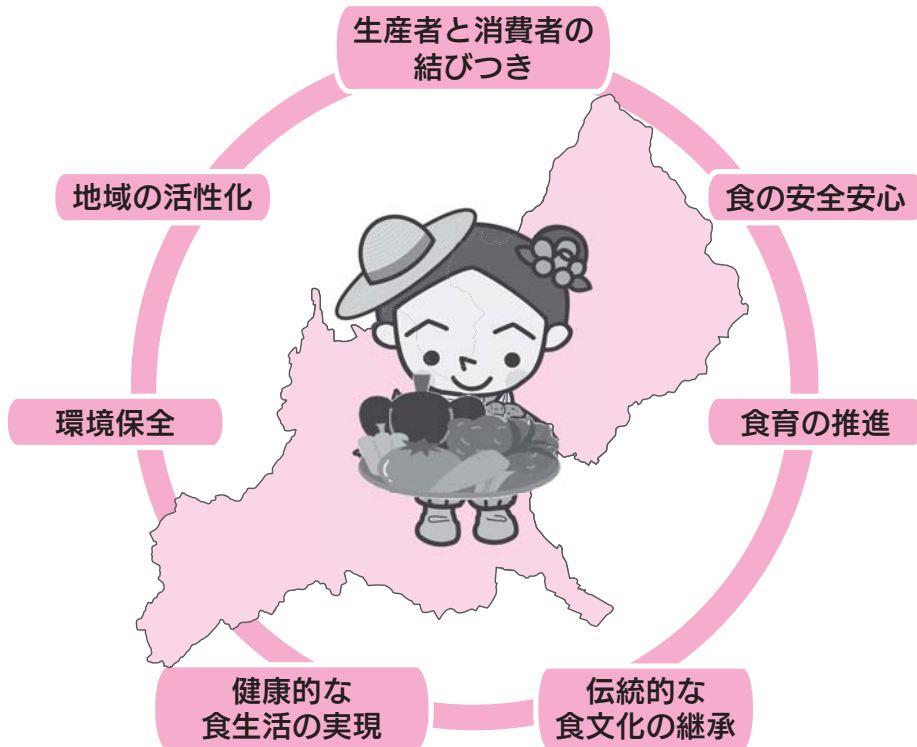 生産者と消費者の
結びつき
地域の活性化
食の安全安心
環境保全
食育の推進
健康的な
食生活の実現
伝統的な
食文化の継承